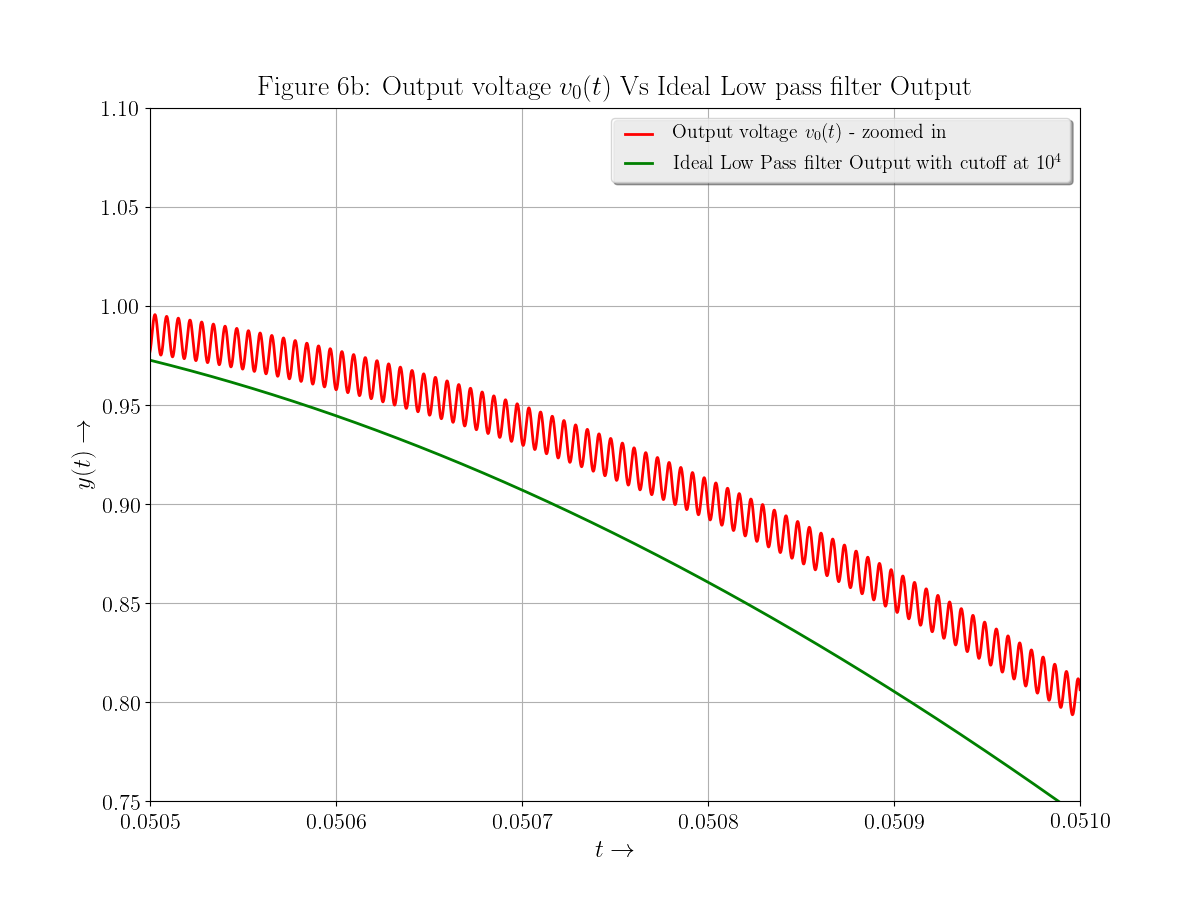 Figure 6b: Output voltage v₀(t) Vs Ideal Low pass filter Output
Output voltage v₀(t) - zoomed in
Ideal Low Pass filter Output with cutoff at 10⁴
1.10
1.05
1.00
0.95
0.90
0.85
0.80
0.75
y(t) →
0.0505 0.0506 0.0507 0.0508 0.0509 0.0510
t →